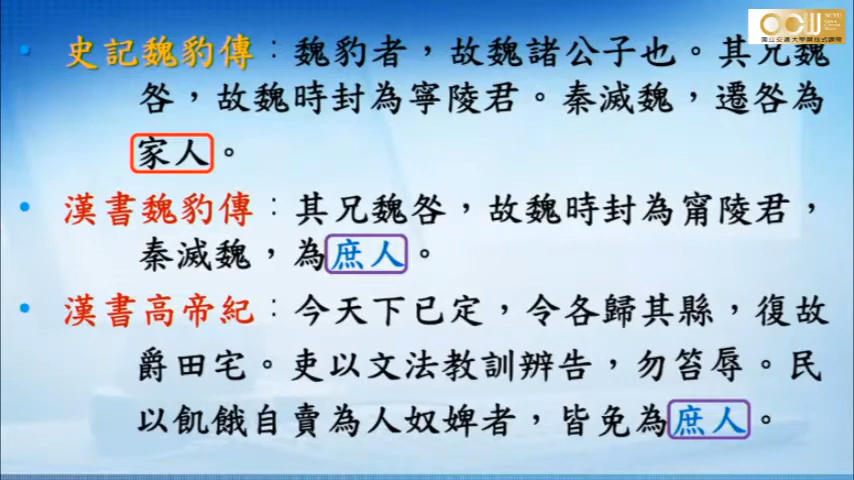 史記魏豹傳：魏豹者，故魏諸公子也。其兄魏
咎，故魏時封為寧陵君。秦滅魏，遷咎為
家人。
漢書魏豹傳：其兄魏咎，故魏時封為甯陵君，
秦滅魏，為庶人。
漢書高帝紀：今天下已定，令各歸其縣，復故
爵田宅。吏以文法教訓辨告，勿笞辱。民
以飢餓自賣為人奴婢者，皆免為庶人。